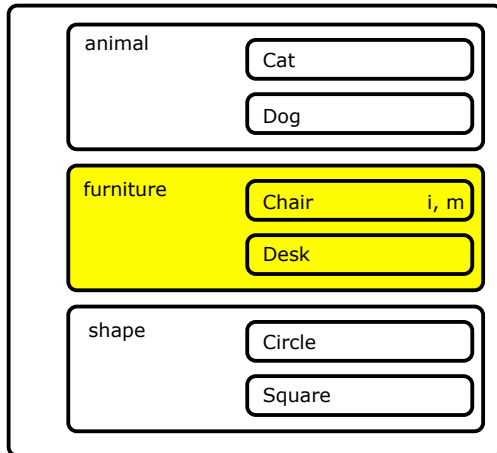 animal
Cat
Dog
furniture
Chair i, m
Desk
shape
Circle
Square